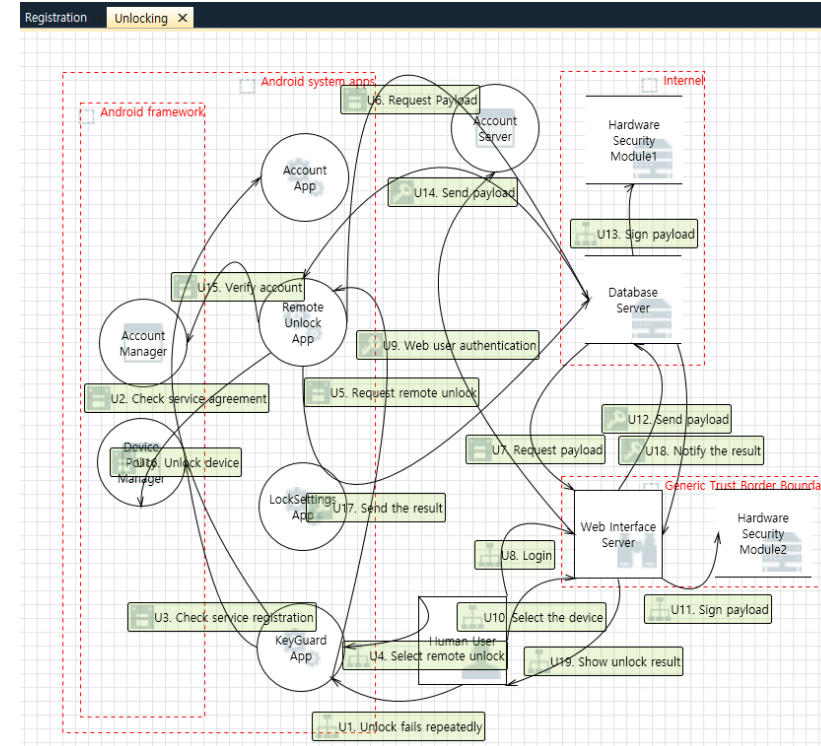 Registration
Unlocking
Android system apps
Internet
U6. Request Payload
Android framework
Account
Server
Hardware
Security
Module1
Account
App
U14. Send payload
U13. Sign payload
U15. Verify account
Database
Server
Remote
Unlock
App
Account
Manager
U9. Web user authentication
U2. Check service agreement
U5. Request remote unlock
U12. Send payload
Device
Policy
Manager
U16. Unlock device
U7. Request payload
U18. Notify the result
Generic Trust Border Bounda
LockSettings
App
U17. Send the result
Web Interface
Server
Hardware
Security
Module2
U8. Login
U3. Check service registration
U10. Select the device
U11. Sign payload
KeyGuard
App
Human User
U4. Select remote unlock
U19. Show unlock result
U1. Unlock fails repeatedly